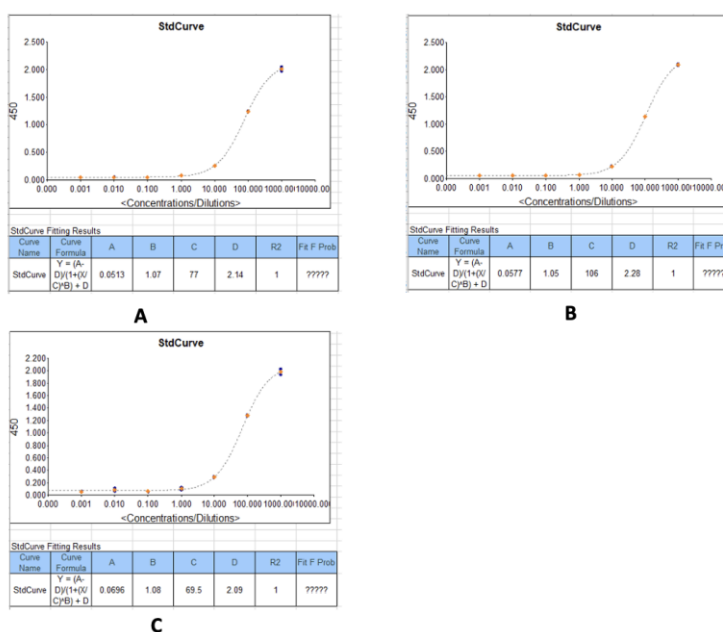 StdCurve
2.500
2.000
1.500
1.000
0.500
0.000
450
0.000 0.001 0.010 0.100 1.000 10.000 100.000 1000.00 10000.00
<Concentrations/Dilutions>
StdCurve Fitting Results
Curve Name Curve Formula A B C D R2 Fit F Prob
StdCurve Y = (A-D)/(1+(X/C)^B) + D 0.0513 1.07 77 2.14 1 ?????
A
StdCurve
2.500
2.000
1.500
1.000
0.500
0.000
450
0.000 0.001 0.010 0.100 1.000 10.000 100.000 1000.00 10000.00
<Concentrations/Dilutions>
StdCurve Fitting Results
Curve Name Curve Formula A B C D R2 Fit F Prob
StdCurve Y = (A-D)/(1+(X/C)^B) + D 0.0577 1.05 106 2.28 1 ?????
B
StdCurve
2.200
2.000
1.800
1.600
1.400
1.200
1.000
0.800
0.600
0.400
0.200
0.000
450
0.000 0.001 0.010 0.100 1.000 10.000 100.000 1000.00
<Concentrations/Dilutions>
StdCurve Fitting Results
Curve Name Curve Formula A B C D R2 Fit F Prob
StdCurve Y = (A-D)/(1+(X/C)^B) + D 0.0696 1.08 69.5 2.09 1 ?????
C